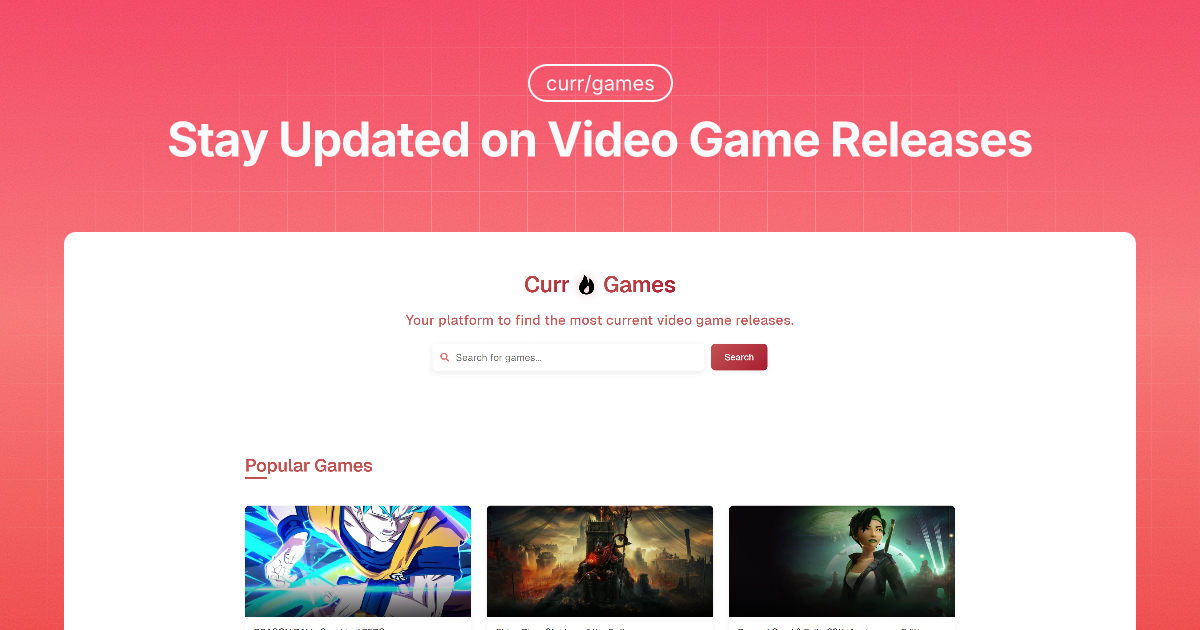 curr/games
Stay Updated on Video Game Releases
Curr Games
Your platform to find the most current video game releases.
Search for games...
Search
Popular Games